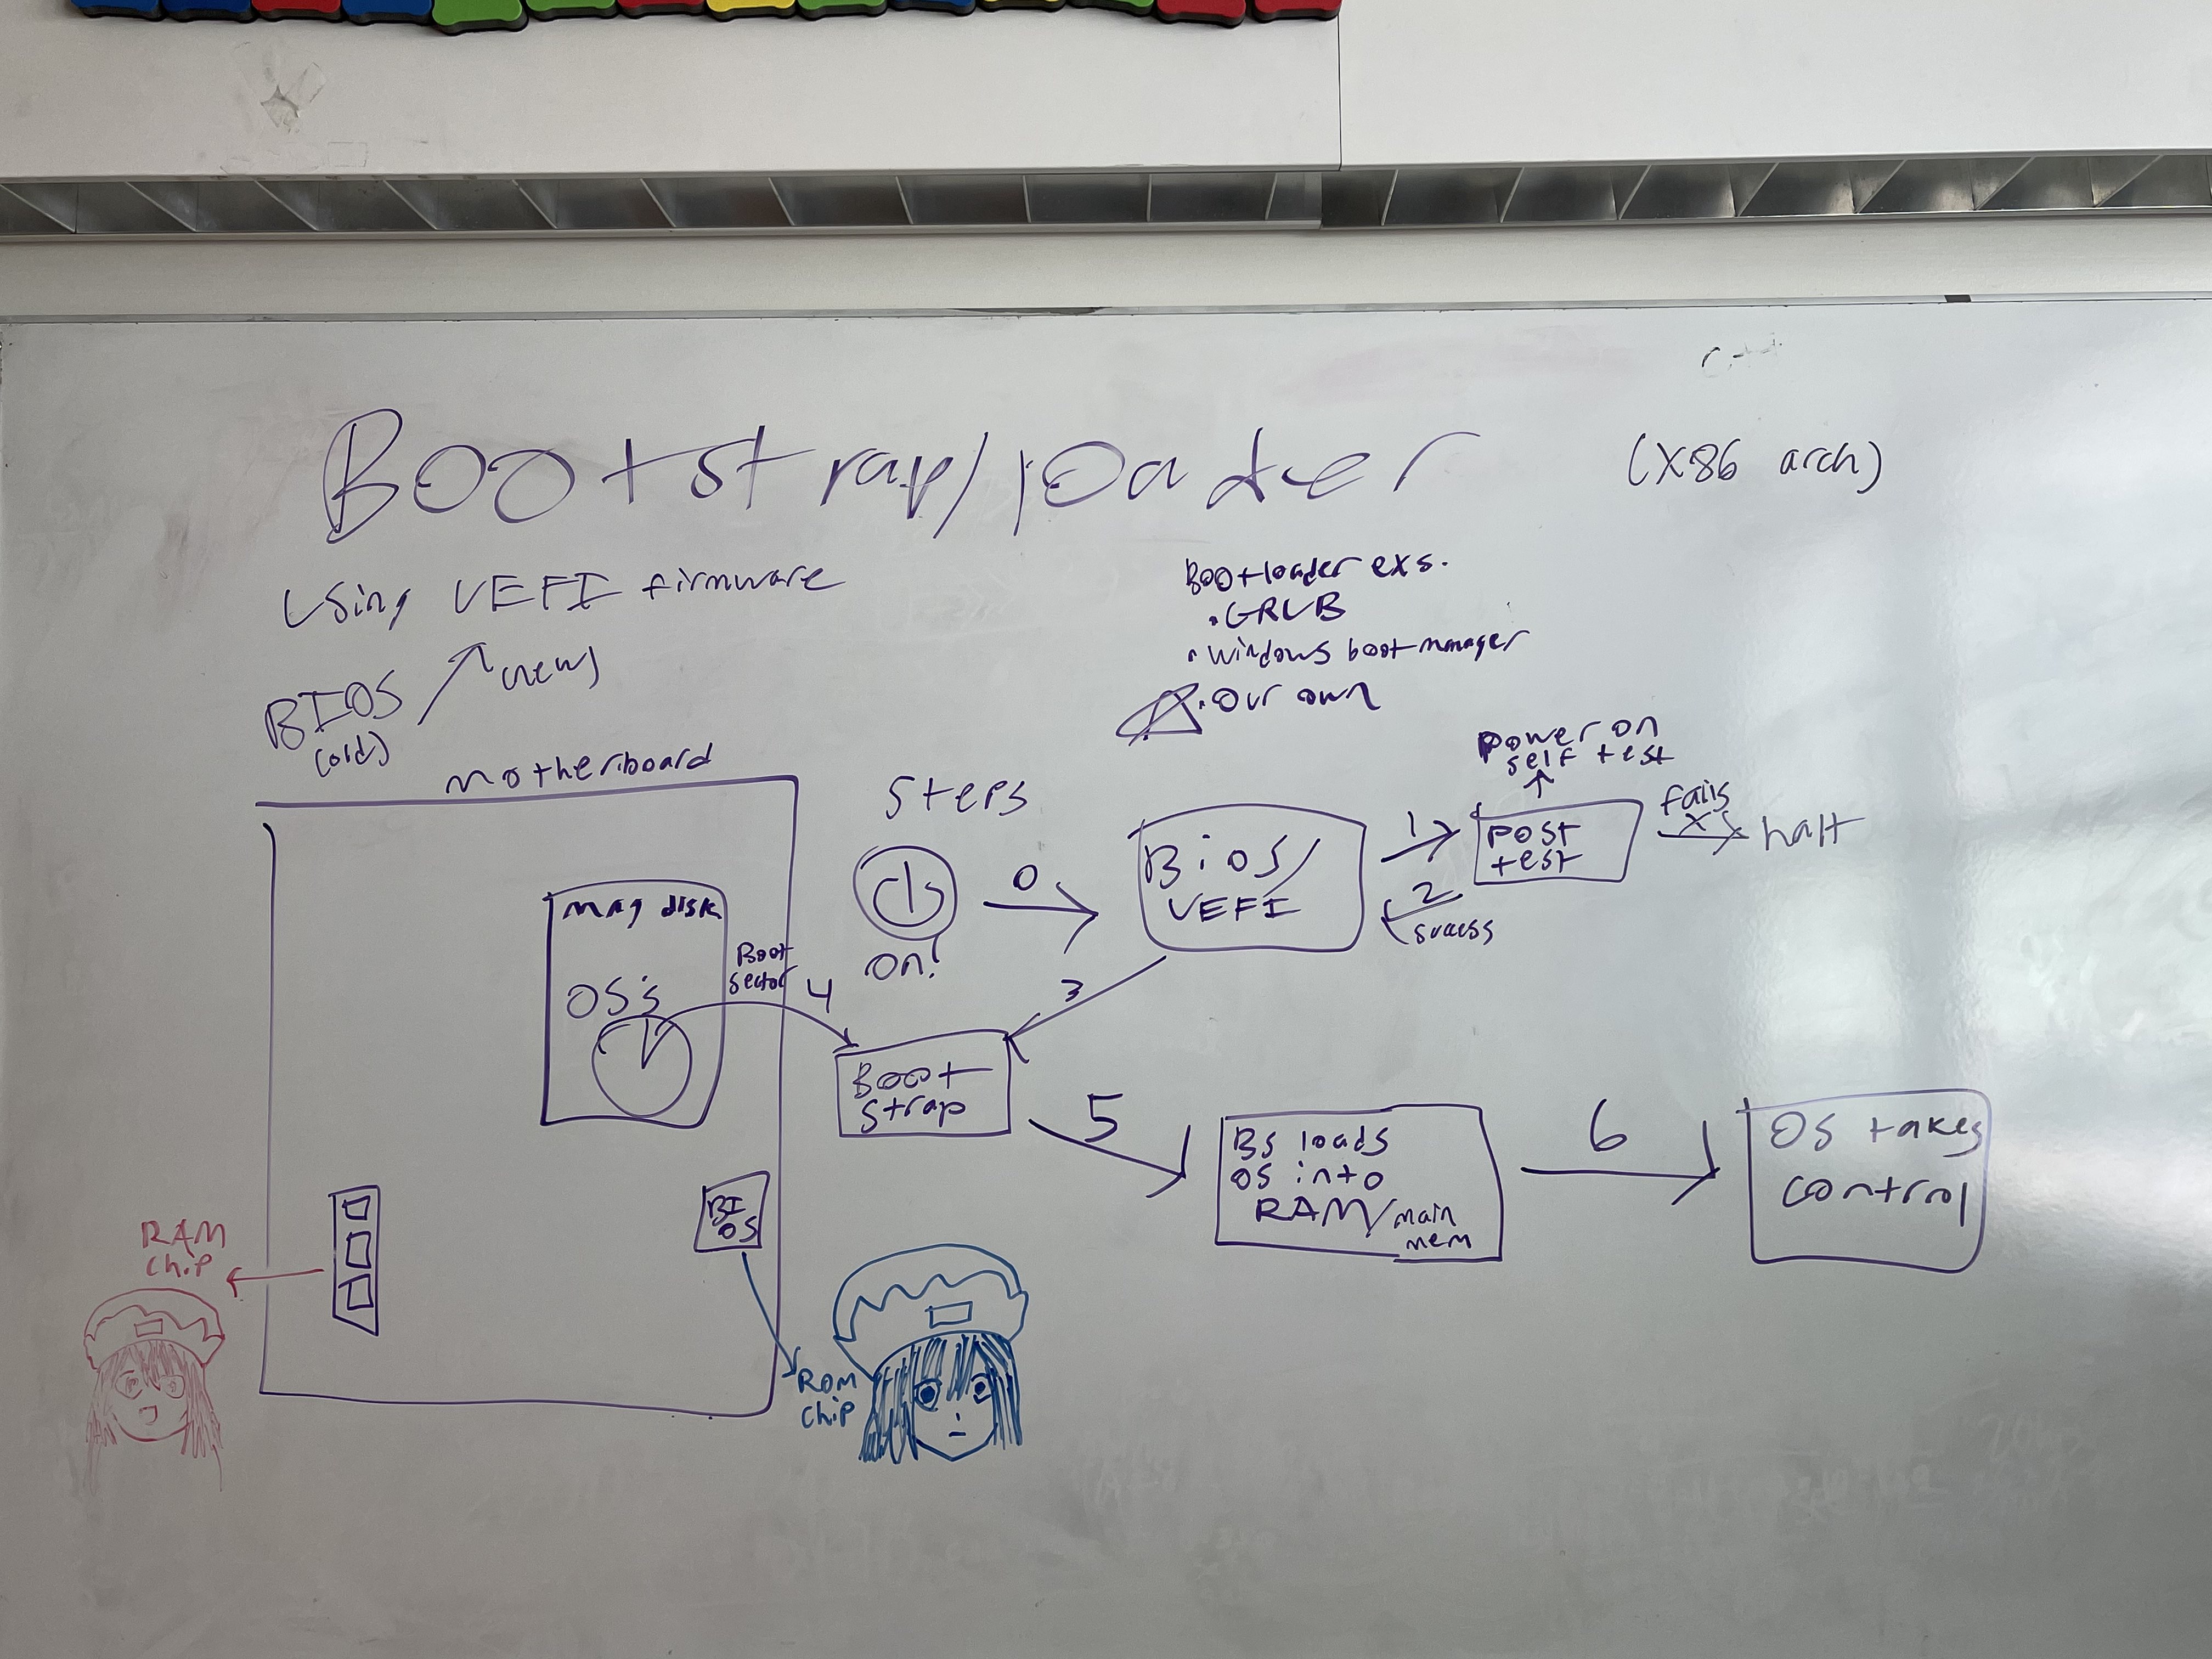 Bootstrap/loader
(X86 arch)
Using UEFI firmware
BIOS
(old)
(new)
Bootloader exs.
• GRUB
• Windows boot manager
• Our own
Motherboard
Mag disk
OS's
Boot
sector
BI
OS
RAM
chip
ROM
chip
Steps
On!
0
Bios/
UEFI
1
Power on
self test
POST
test
fails
X
halt
2
success
3
4
Boot
strap
5
BS loads
OS into
RAM/main
mem
6
OS takes
control